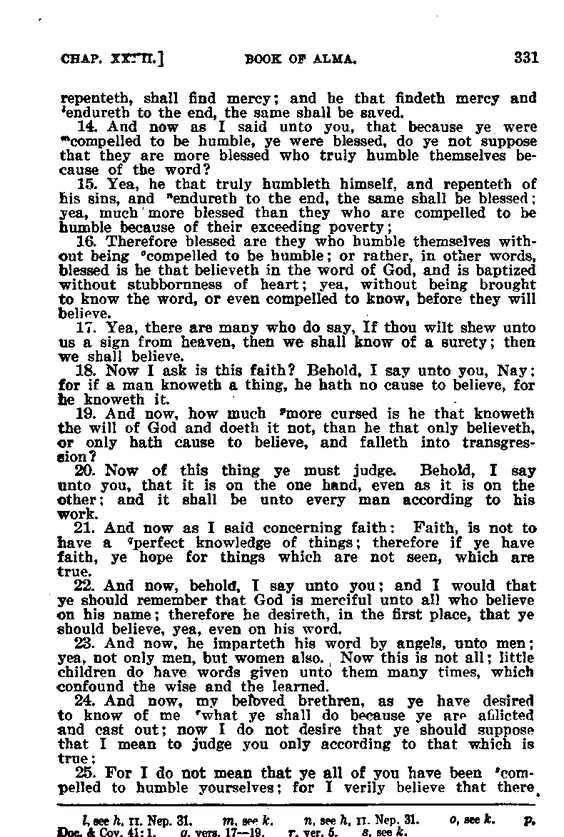 CHAP. XXXII.] BOOK OF ALMA. 331
repenteth, shall find mercy; and he that findeth mercy and
lendureth to the end, the same shall be saved.
14. And now as I said unto you, that because ye were
mcompelled to be humble, ye were blessed, do ye not suppose
that they are more blessed who truly humble themselves be-
cause of the word?
15. Yea, he that truly humbleth himself, and repenteth of
his sins, and nendureth to the end, the same shall be blessed;
yea, much more blessed than they who are compelled to be
humble because of their exceeding poverty;
16. Therefore blessed are they who humble themselves with-
out being ocompelled to be humble; or rather, in other words,
blessed is he that believeth in the word of God, and is baptized
without stubbornness of heart; yea, without being brought
to know the word, or even compelled to know, before they will
believe.
17. Yea, there are many who do say, If thou wilt shew unto
us a sign from heaven, then we shall know of a surety; then
we shall believe.
18. Now I ask is this faith? Behold, I say unto you, Nay;
for if a man knoweth a thing, he hath no cause to believe, for
he knoweth it.
19. And now, how much pmore cursed is he that knoweth
the will of God and doeth it not, than he that only believeth,
or only hath cause to believe, and falleth into transgres-
sion?
20. Now of this thing ye must judge. Behold, I say
unto you, that it is on the one hand, even as it is on the
other; and it shall be unto every man according to his
work.
21. And now as I said concerning faith: Faith, is not to
have a qperfect knowledge of things; therefore if ye have
faith, ye hope for things which are not seen, which are
true.
22. And now, behold, I say unto you; and I would that
ye should remember that God is merciful unto all who believe
on his name; therefore he desireth, in the first place, that ye
should believe, yea, even on his word.
23. And now, he imparteth his word by angels, unto men;
yea, not only men, but women also. Now this is not all; little
children do have words given unto them many times, which
confound the wise and the learned.
24. And now, my beloved brethren, as ye have desired
to know of me rwhat ye shall do because ye are afflicted
and cast out; now I do not desire that ye should suppose
that I mean to judge you only according to that which is
true;
25. For I do not mean that ye all of you have been scom-
pelled to humble yourselves; for I verily believe that there
l, see h, II. Nep. 31. m, see k. n, see h, II. Nep. 31. o, see k. p,
Doc. & Cov. 41:1. q, vers. 17—19. r, ver. 5. s, see k.